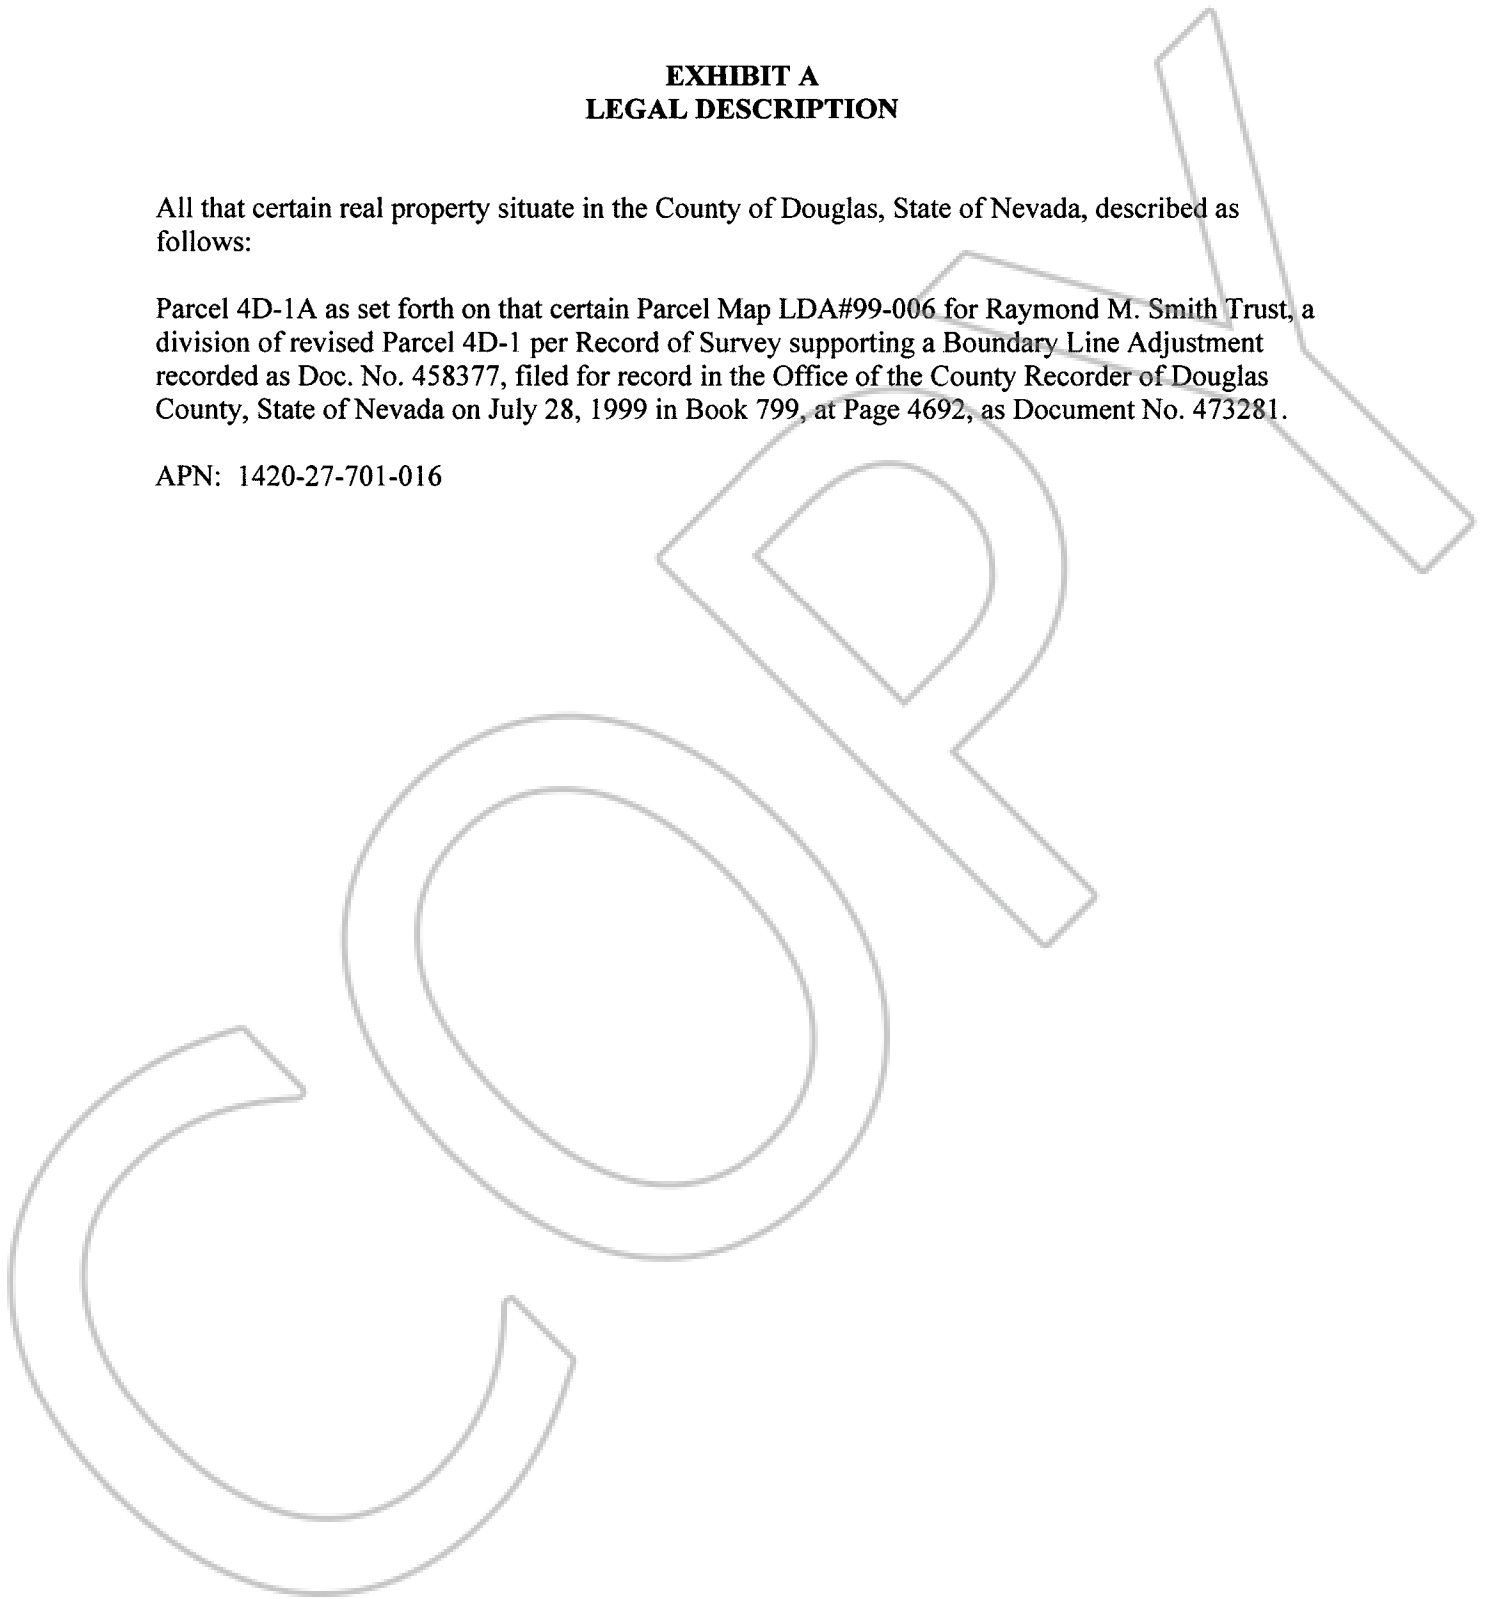 EXHIBIT A
LEGAL DESCRIPTION
All that certain real property situate in the County of Douglas, State of Nevada, described as
follows:
Parcel 4D-1A as set forth on that certain Parcel Map LDA#99-006 for Raymond M. Smith Trust, a
division of revised Parcel 4D-1 per Record of Survey supporting a Boundary Line Adjustment
recorded as Doc. No. 458377, filed for record in the Office of the County Recorder of Douglas
County, State of Nevada on July 28, 1999 in Book 799, at Page 4692, as Document No. 473281.
APN: 1420-27-701-016
COPY